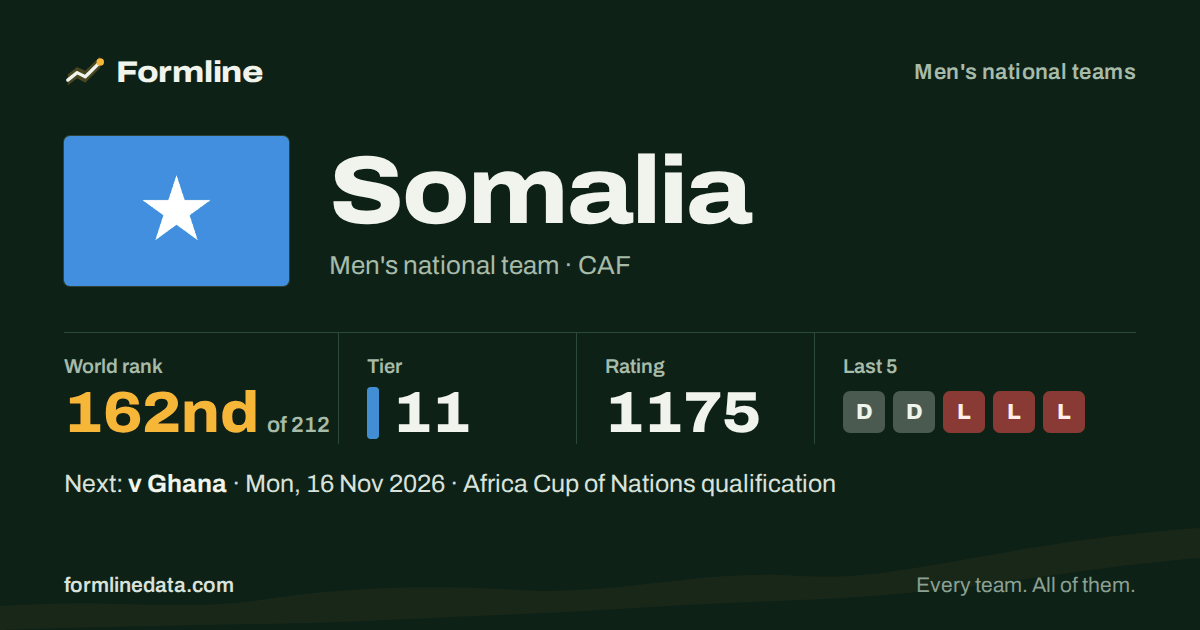 Formline
Men's national teams
Somalia
Men's national team · CAF
World rank
162nd of 212
Tier
11
Rating
1175
Last 5
D D L L L
Next: v Ghana · Mon, 16 Nov 2026 · Africa Cup of Nations qualification
formlinedata.com
Every team. All of them.